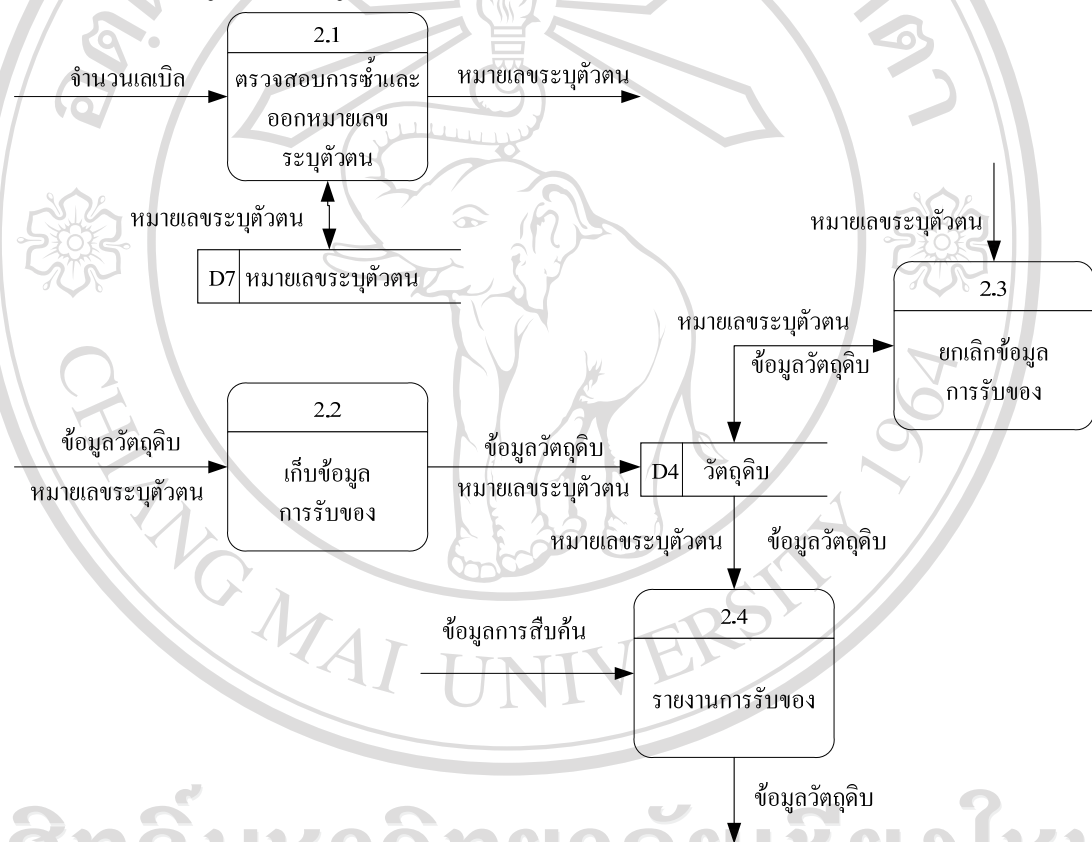 2.1
จำนวนเลเบิล
ตรวจสอบการซ้ำและ
ออกหมายเลข
ระบุตัวตน
หมายเลขระบุตัวตน
หมายเลขระบุตัวตน
D7 หมายเลขระบุตัวตน
หมายเลขระบุตัวตน
2.3
ยกเลิกข้อมูล
การรับของ
หมายเลขระบุตัวตน
ข้อมูลวัตถุดิบ
2.2
เก็บข้อมูล
การรับของ
ข้อมูลวัตถุดิบ
หมายเลขระบุตัวตน
ข้อมูลวัตถุดิบ
หมายเลขระบุตัวตน
D4 วัตถุดิบ
หมายเลขระบุตัวตน
ข้อมูลวัตถุดิบ
2.4
รายงานการรับของ
ข้อมูลการสืบค้น
ข้อมูลวัตถุดิบ
CHIANG MAI UNIVERSITY 1964